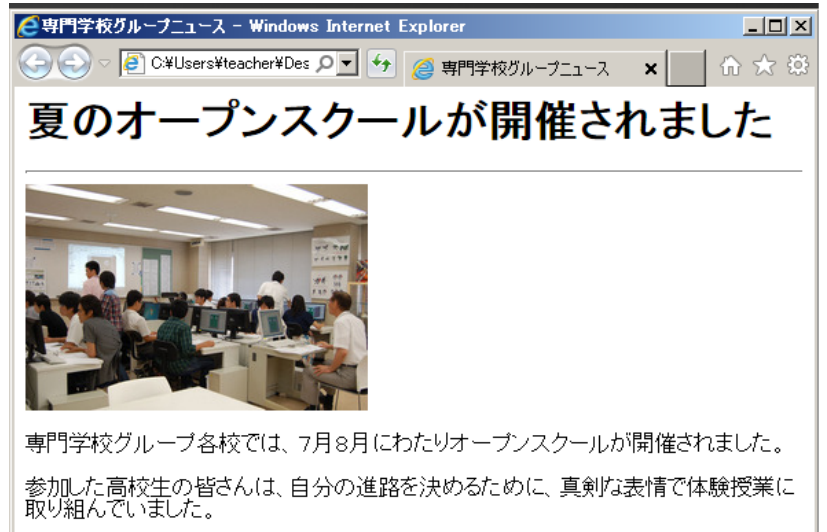 専門学校グループニュース - Windows Internet Explorer
C:¥Users¥teacher¥Des
専門学校グループニュース
夏のオープンスクールが開催されました
専門学校グループ各校では、7月8月にわたりオープンスクールが開催されました。
参加した高校生の皆さんは、自分の進路を決めるために、真剣な表情で体験授業に
取り組んでいました。